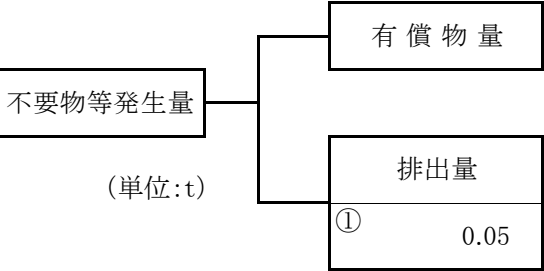 有 償 物 量
不要物等発生量
(単位:t)
排出量
①
0.05